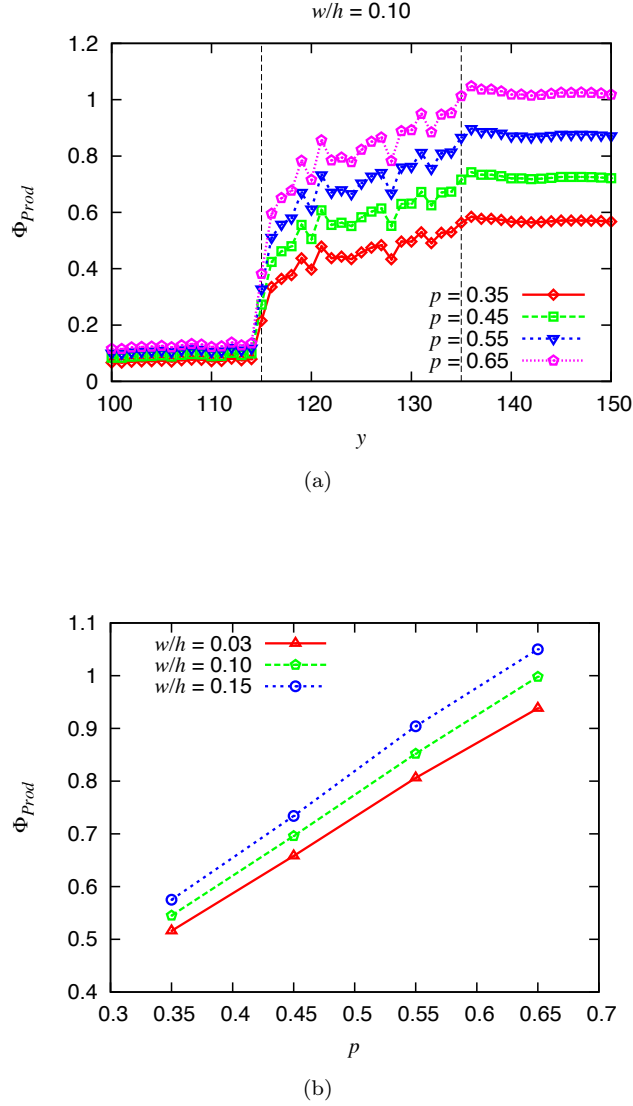 w/h = 0.10
Φ_Prod
1.2
1
0.8
0.6
0.4
0.2
0
p = 0.35
p = 0.45
p = 0.55
p = 0.65
100 110 120 130 140 150
y
(a)
Φ_Prod
1.1
1
0.9
0.8
0.7
0.6
0.5
0.4
w/h = 0.03
w/h = 0.10
w/h = 0.15
0.3 0.35 0.4 0.45 0.5 0.55 0.6 0.65 0.7
p
(b)